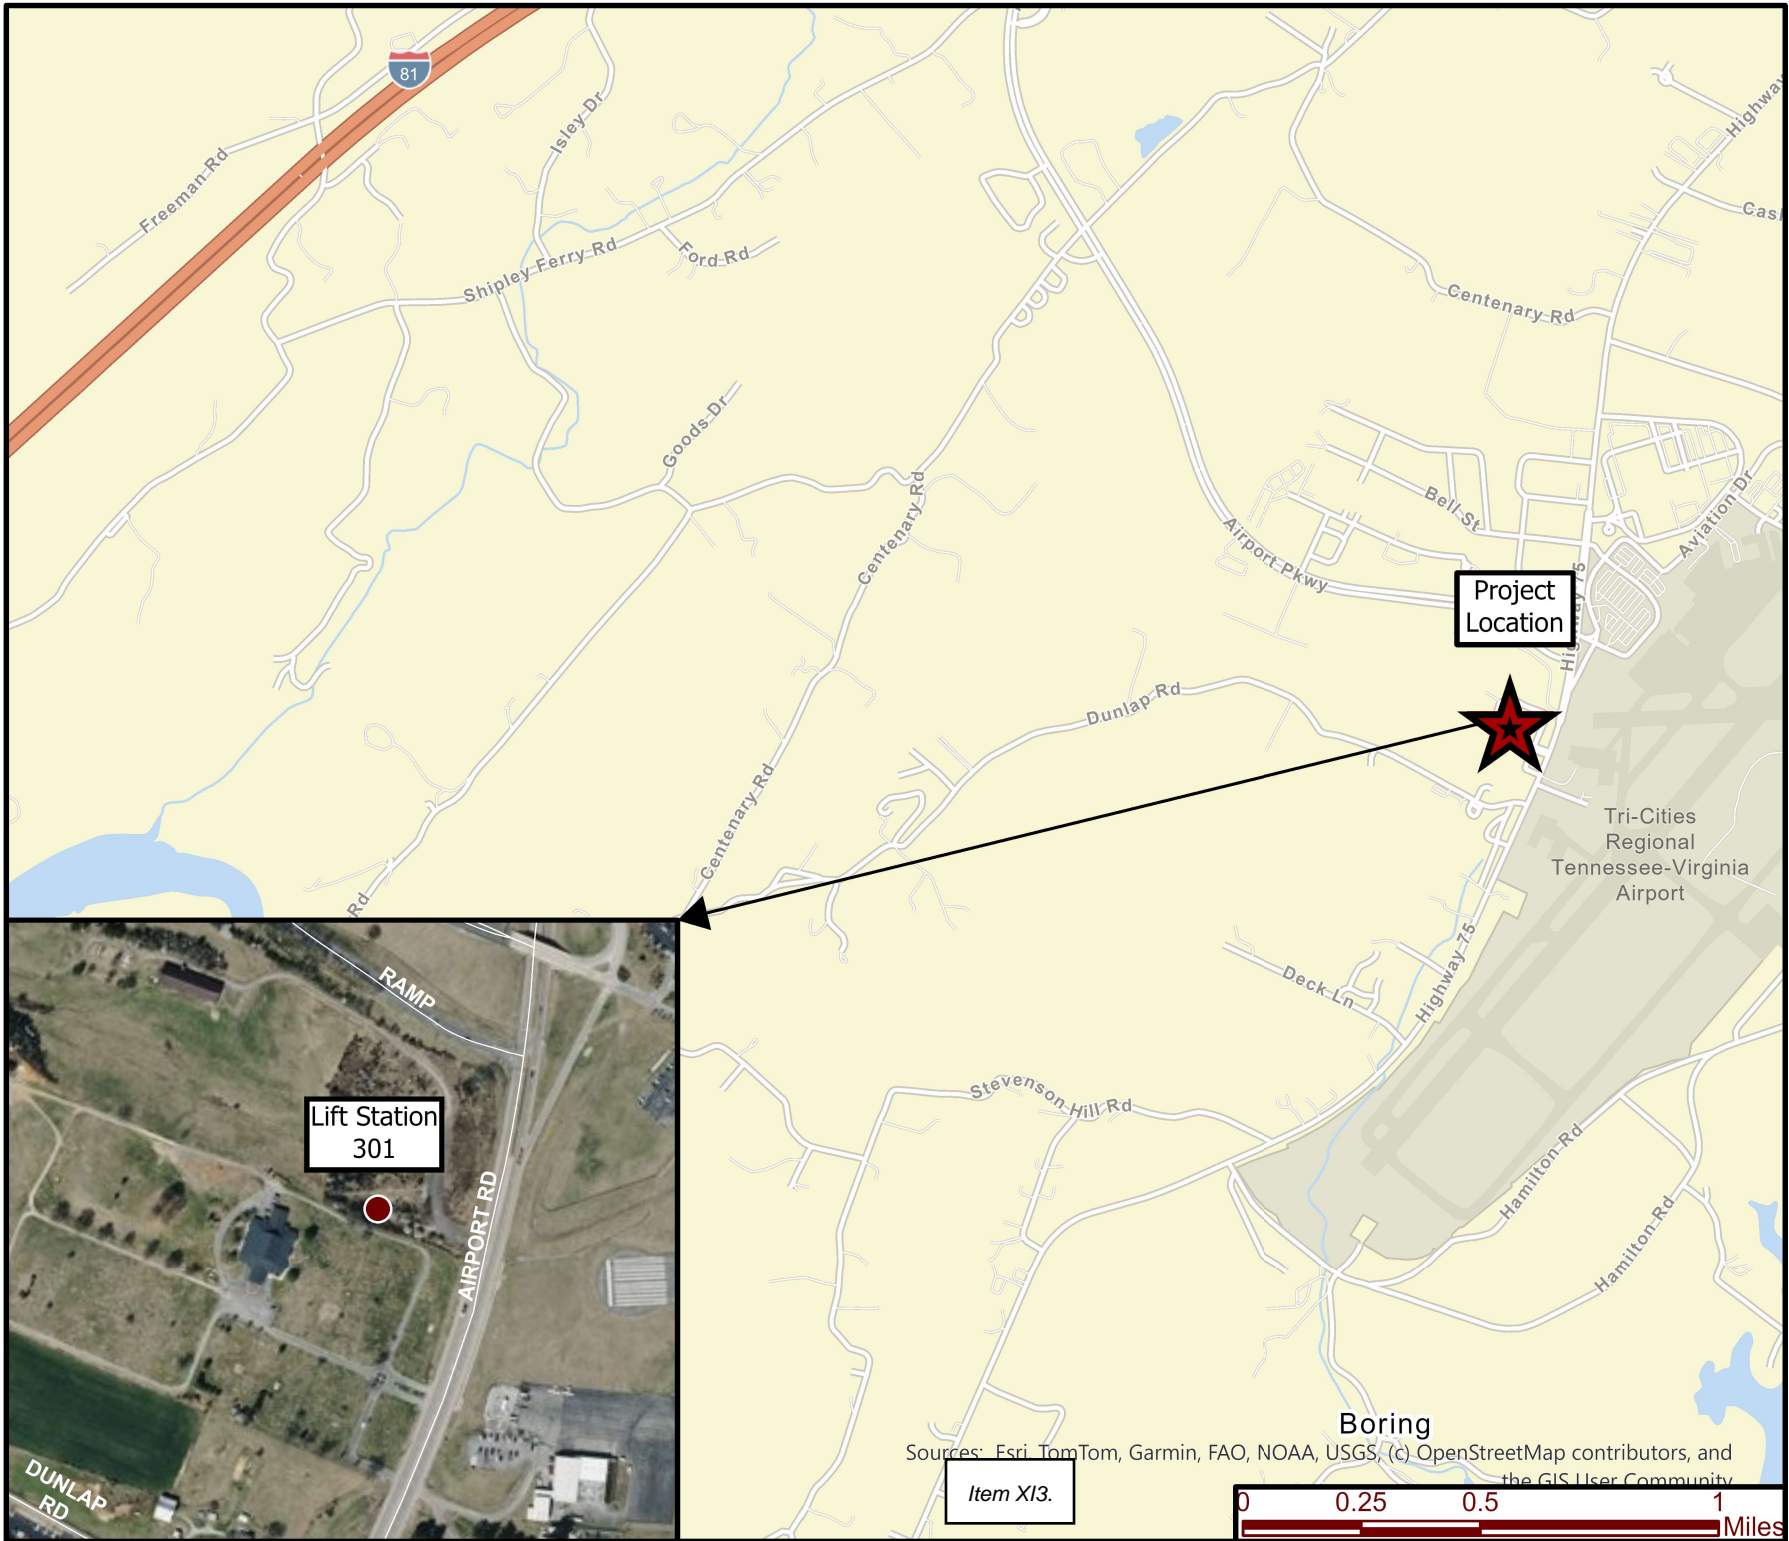 81
Isley Dr
Freeman Rd
Highway
Cas
Shipley Ferry Rd
Ford Rd
Centenary Rd
Goods Dr
Bell St
Aviation Dr
Centenary Rd
Airport Pkwy
Project
Location
Highway 75
Dunlap Rd
Centenary Rd
Tri-Cities
Regional
Tennessee-Virginia
Airport
Rd
Highway 75
Deck Ln
RAMP
Stevenson Hill Rd
Lift Station
301
Hamilton Rd
AIRPORT RD
Hamilton Rd
Boring
Sources: Esri, TomTom, Garmin, FAO, NOAA, USGS, (c) OpenStreetMap contributors, and
the GIS User Community
DUNLAP
RD
Item XI3.
0 0.25 0.5 1
Miles